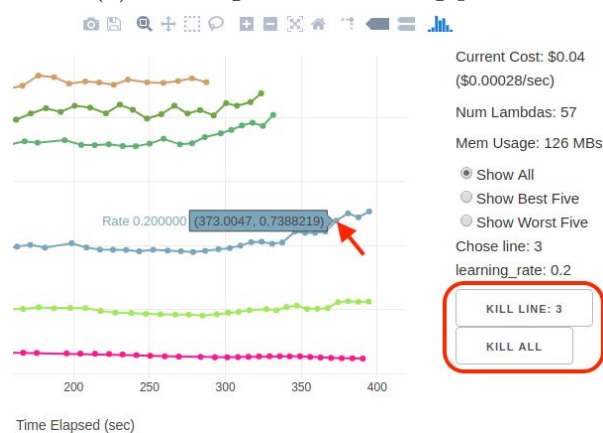 Current Cost: $0.04
($0.00028/sec)
Num Lambdas: 57
Mem Usage: 126 MBs
Show All
Show Best Five
Show Worst Five
Chose line: 3
learning_rate: 0.2
KILL LINE: 3
KILL ALL
Rate 0.200000 (373.0047, 0.7388219)
200 250 300 350 400
Time Elapsed (sec)